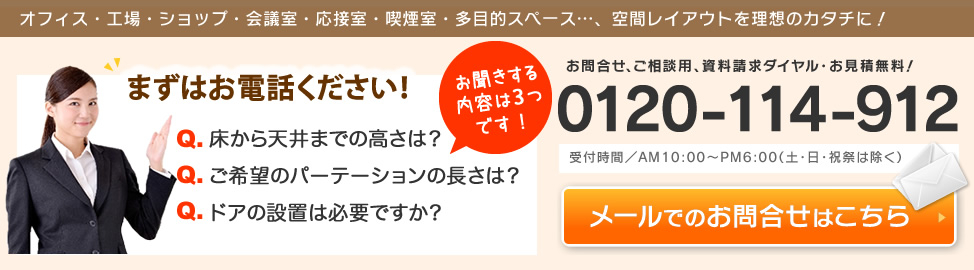 オフィス・工場・ショップ・会議室・応接室・喫煙室・多目的スペース…、空間レイアウトを理想のカタチに！
まずはお電話ください！
お聞きする
内容は3つ
です！
Q. 床から天井までの高さは？
Q. ご希望のパーテーションの長さは？
Q. ドアの設置は必要ですか？
お問合せ、ご相談用、資料請求ダイヤル・お見積無料！
0120-114-912
受付時間／AM10:00〜PM6:00（土・日・祝祭は除く）
メールでのお問合せはこちら